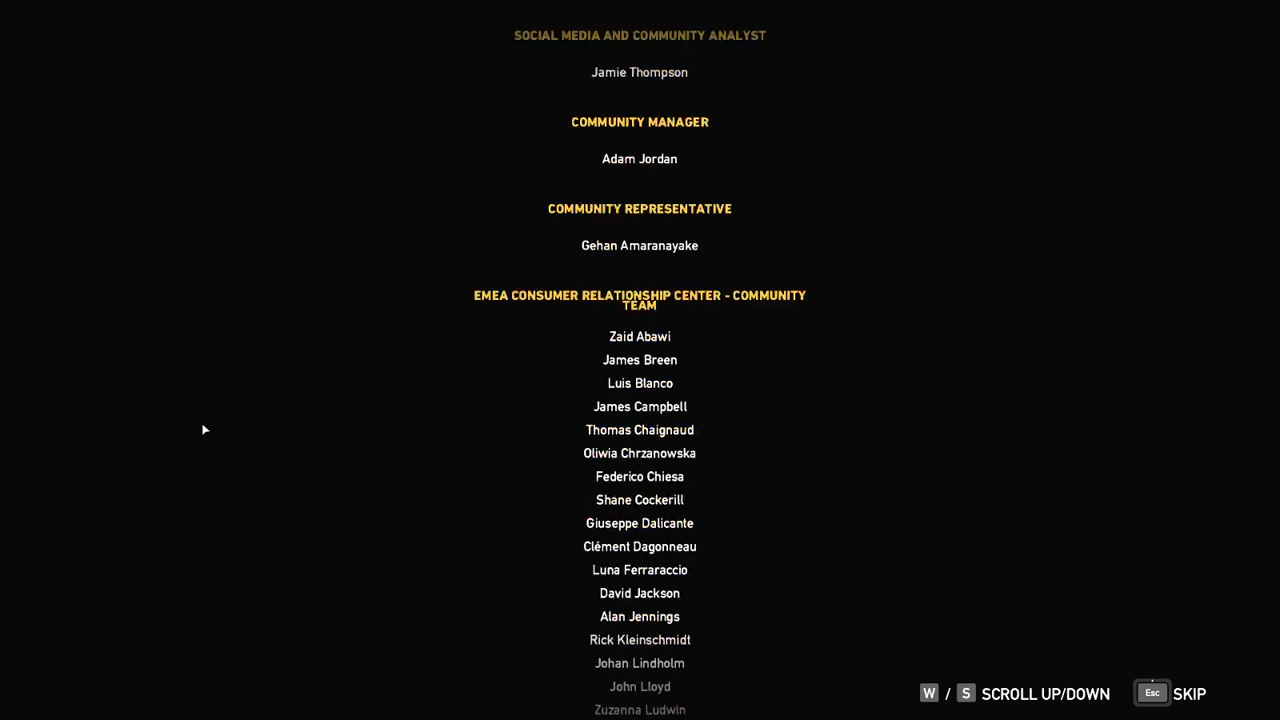 SOCIAL MEDIA AND COMMUNITY ANALYST
Jamie Thompson
COMMUNITY MANAGER
Adam Jordan
COMMUNITY REPRESENTATIVE
Gehan Amaranayake
EMEA CONSUMER RELATIONSHIP CENTER - COMMUNITY
TEAM
Zaid Abawi
James Breen
Luis Blanco
James Campbell
Thomas Chaignaud
Oliwia Chrzanowska
Federico Chiesa
Shane Cockerill
Giuseppe Dalicante
Clément Dagonneau
Luna Ferraraccio
David Jackson
Alan Jennings
Rick Kleinschmidt
Johan Lindholm
John Lloyd
Zuzanna Ludwin
W / S SCROLL UP/DOWN Esc SKIP